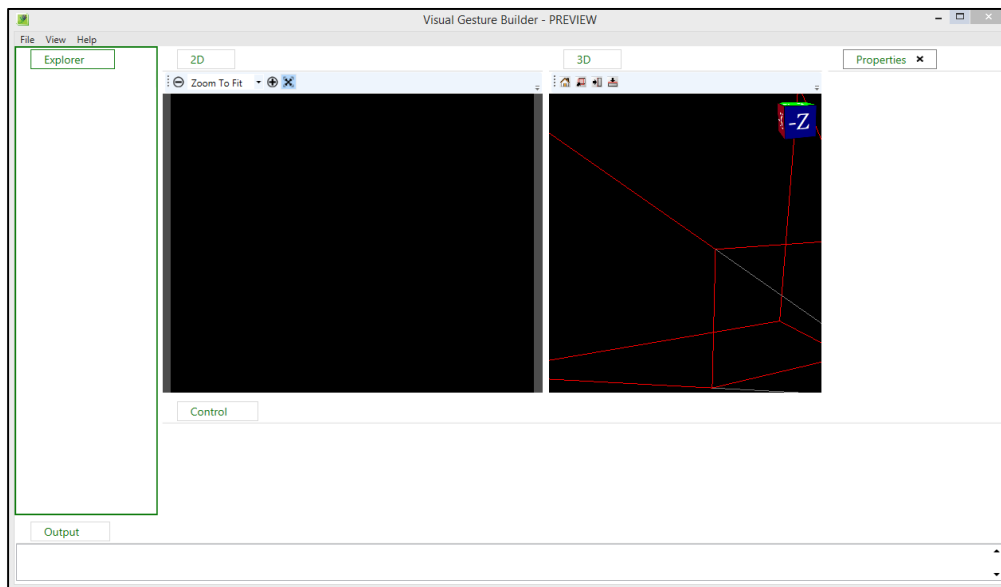 Visual Gesture Builder - PREVIEW
File View Help
Explorer
2D
3D
Properties
Zoom To Fit
-Z
Control
Output